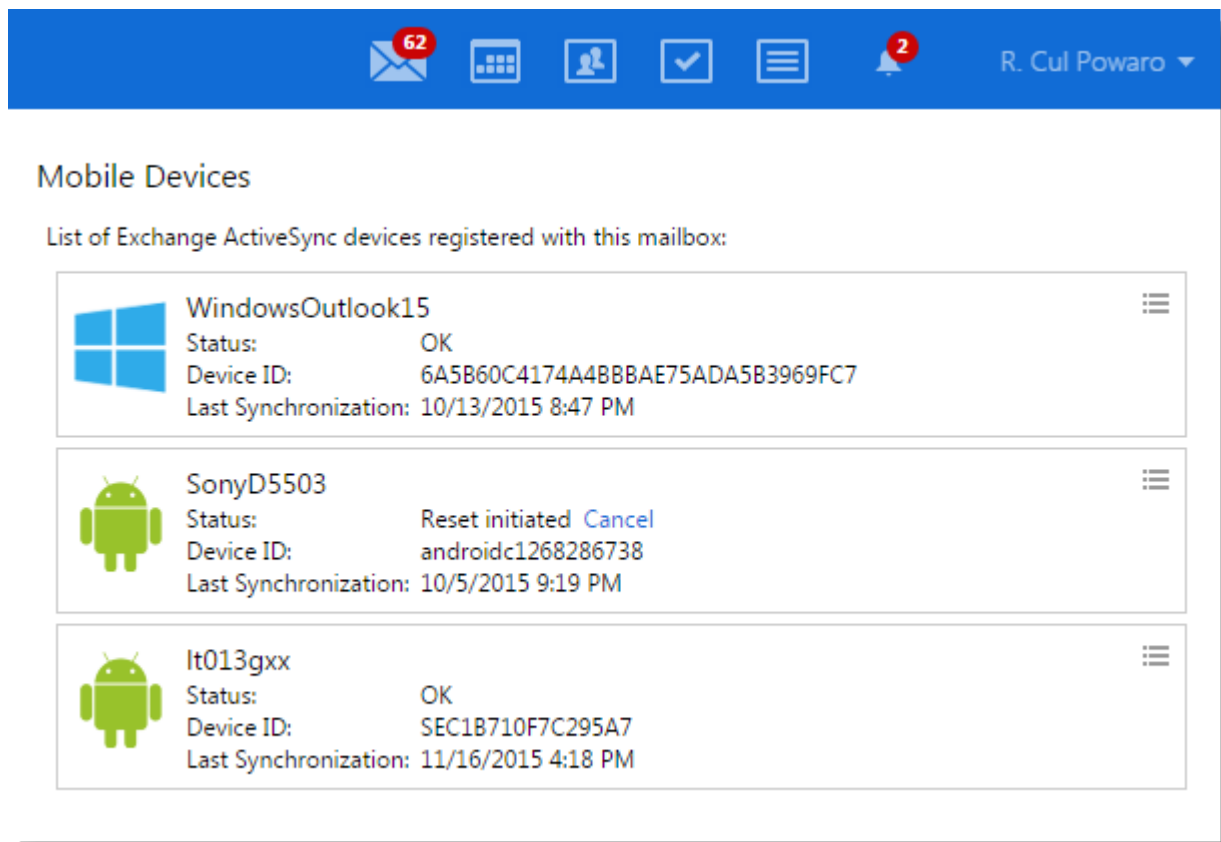 62
2
R. Cul Powaro
Mobile Devices
List of Exchange ActiveSync devices registered with this mailbox:
WindowsOutlook15
Status: OK
Device ID: 6A5B60C4174A4BBBAE75ADA5B3969FC7
Last Synchronization: 10/13/2015 8:47 PM
SonyD5503
Status: Reset initiated Cancel
Device ID: androidc1268286738
Last Synchronization: 10/5/2015 9:19 PM
lt013gxx
Status: OK
Device ID: SEC1B710F7C295A7
Last Synchronization: 11/16/2015 4:18 PM